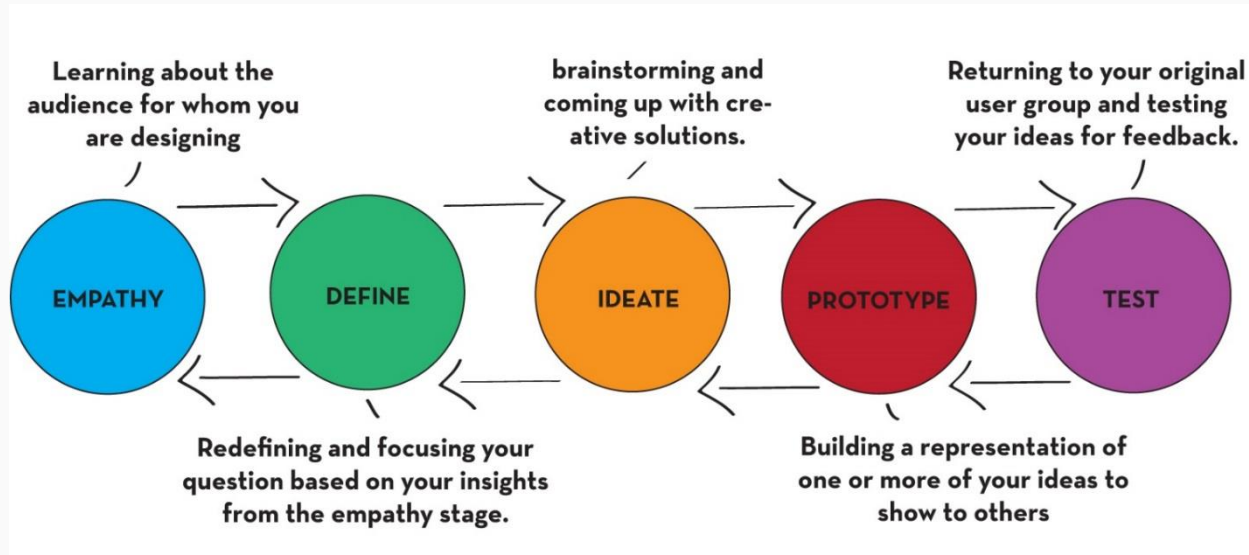 Learning about the
audience for whom you
are designing
brainstorming and
coming up with cre-
ative solutions.
Returning to your original
user group and testing
your ideas for feedback.
EMPATHY
DEFINE
IDEATE
PROTOTYPE
TEST
Redefining and focusing your
question based on your insights
from the empathy stage.
Building a representation of
one or more of your ideas to
show to others